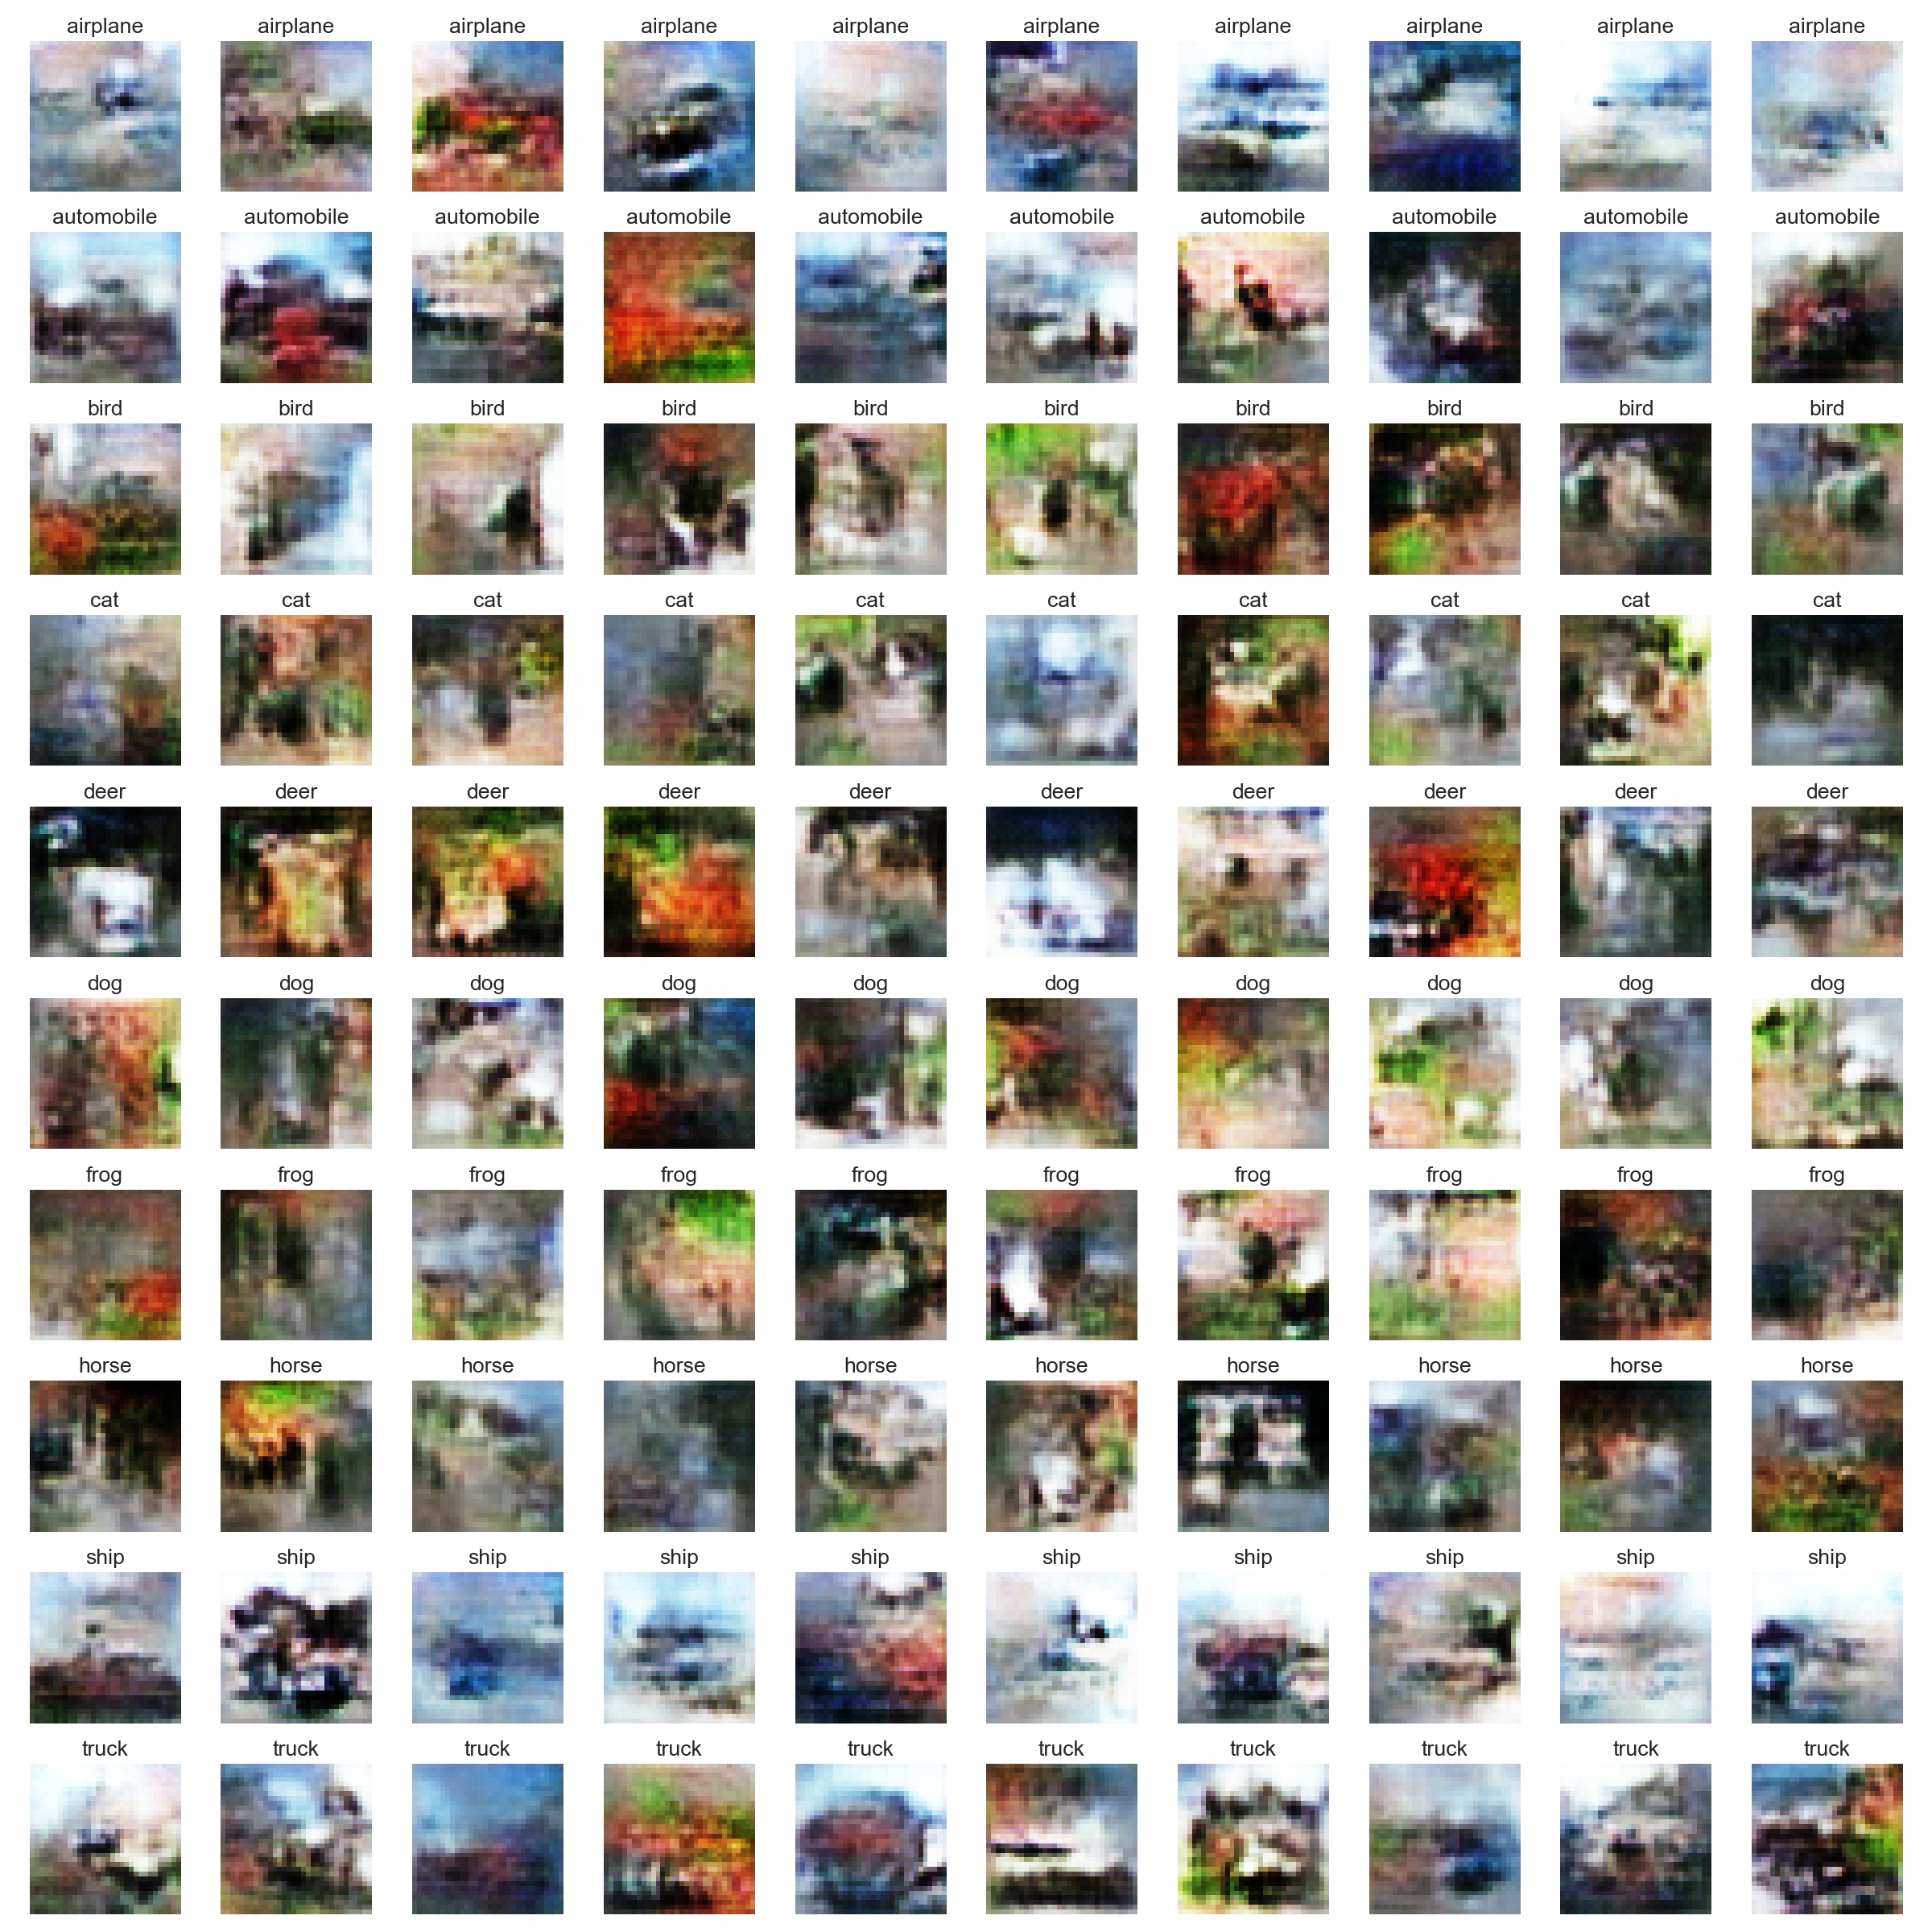 airplane airplane airplane airplane airplane airplane airplane airplane airplane airplane
automobile automobile automobile automobile automobile automobile automobile automobile automobile automobile
bird bird bird bird bird bird bird bird bird bird
cat cat cat cat cat cat cat cat cat cat
deer deer deer deer deer deer deer deer deer deer
dog dog dog dog dog dog dog dog dog dog
frog frog frog frog frog frog frog frog frog frog
horse horse horse horse horse horse horse horse horse horse
ship ship ship ship ship ship ship ship ship ship
truck truck truck truck truck truck truck truck truck truck